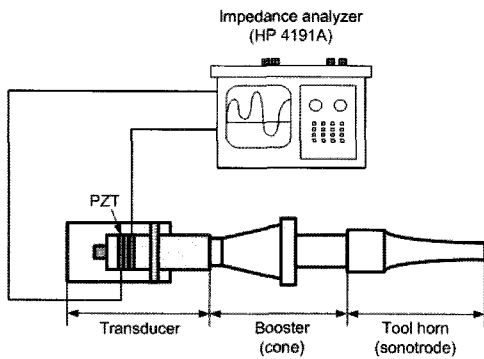 Impedance analyzer
(HP 4191A)
PZT
Transducer
Booster
(cone)
Tool horn
(sonotrode)